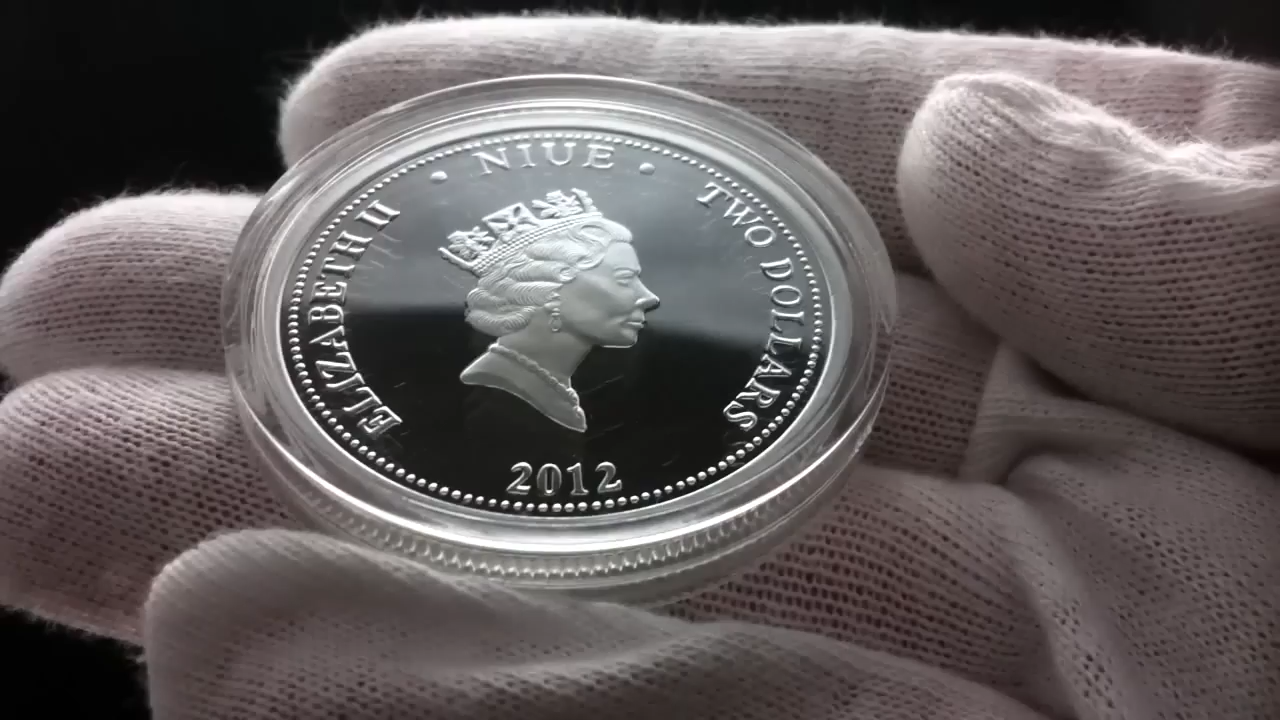 ELIZABETH II
• NIUE •
TWO DOLLARS
2012